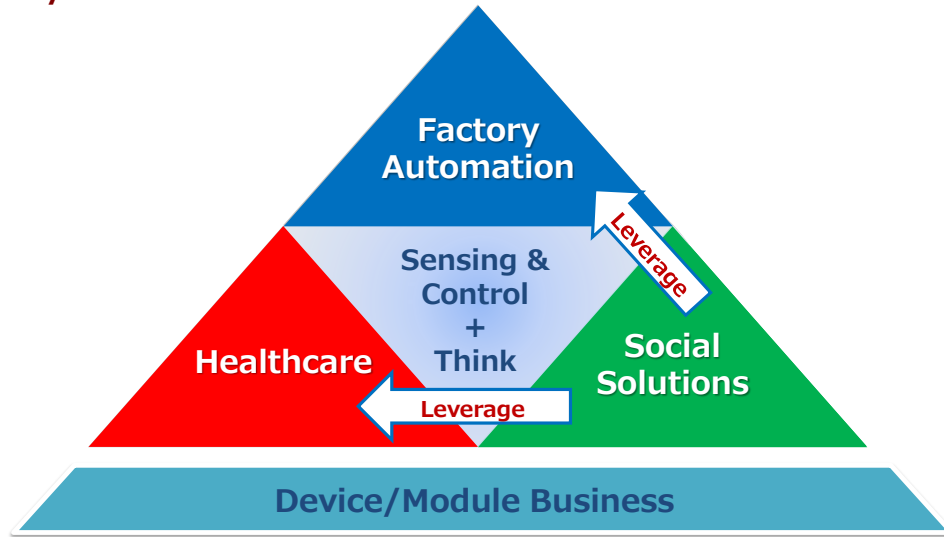 Factory
Automation
Leverage
Sensing &
Control
+
Think
Healthcare
Social
Solutions
Leverage
Device/Module Business